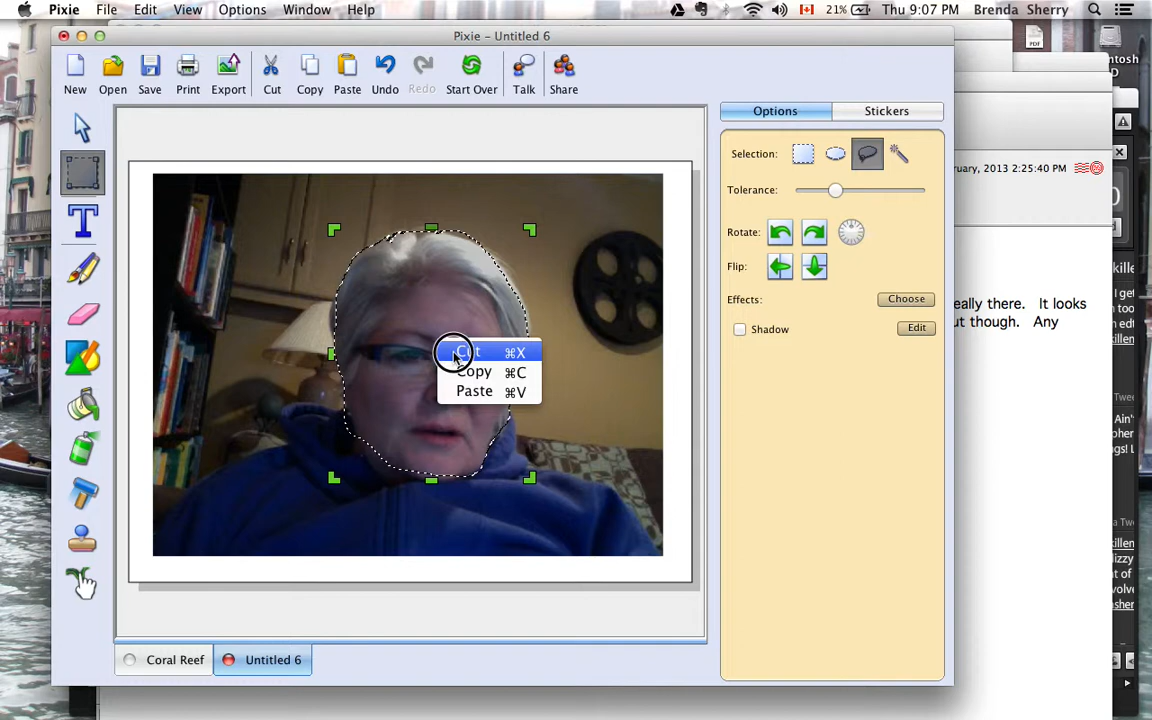 Pixie File Edit View Options Window Help 21% Thu 9:07 PM Brenda Sherry
Pixie – Untitled 6
New Open Save Print Export Cut Copy Paste Undo Redo Start Over Talk Share
PDF
Options Stickers
Selection:
Tolerance:
Rotate:
Flip:
Effects: Choose
Shadow Edit
Cut ⌘X
Copy ⌘C
Paste ⌘V
T
Coral Reef Untitled 6
2013 2:25:40 PM
there. It looks
though. Any